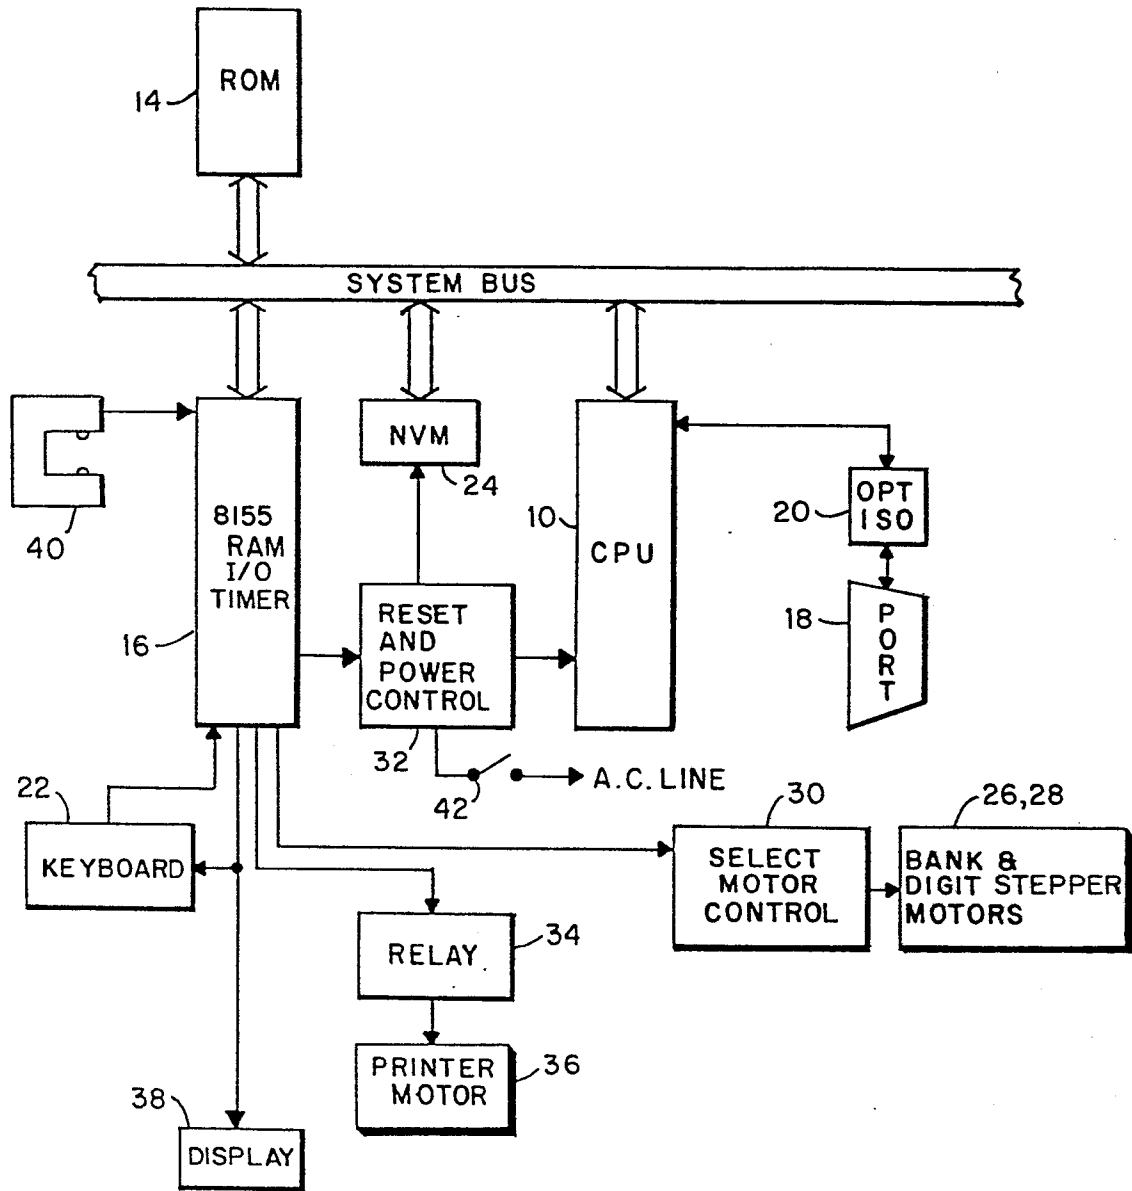 ROM
14
SYSTEM BUS
NVM
24
8155
RAM
I/O
TIMER
16
40
10
CPU
OPT
ISO
20
PORT
18
RESET
AND
POWER
CONTROL
32
42
A.C. LINE
22
KEYBOARD
30
SELECT
MOTOR
CONTROL
26,28
BANK &
DIGIT STEPPER
MOTORS
RELAY
34
PRINTER
MOTOR
36
38
DISPLAY